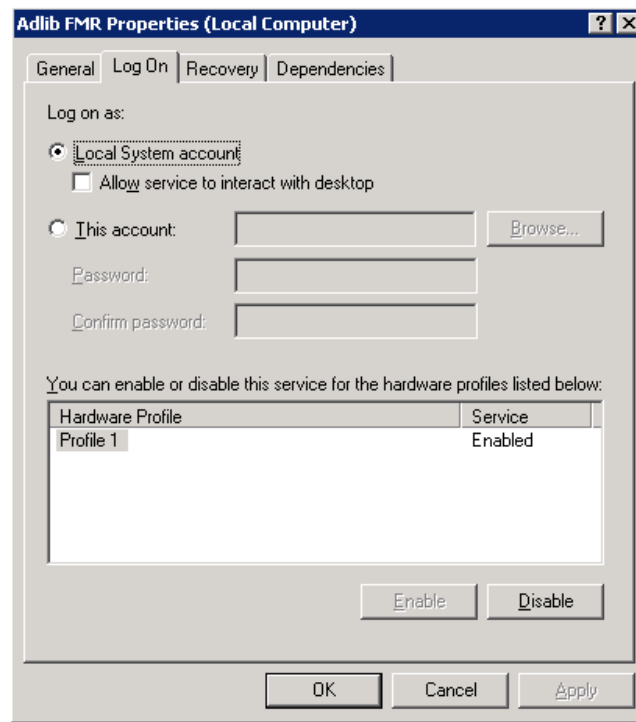 Adlib FMR Properties (Local Computer)
General Log On Recovery Dependencies
Log on as:
Local System account
Allow service to interact with desktop
This account: Browse...
Password:
Confirm password:
You can enable or disable this service for the hardware profiles listed below:
Hardware Profile Service
Profile 1 Enabled
Enable Disable
OK Cancel Apply